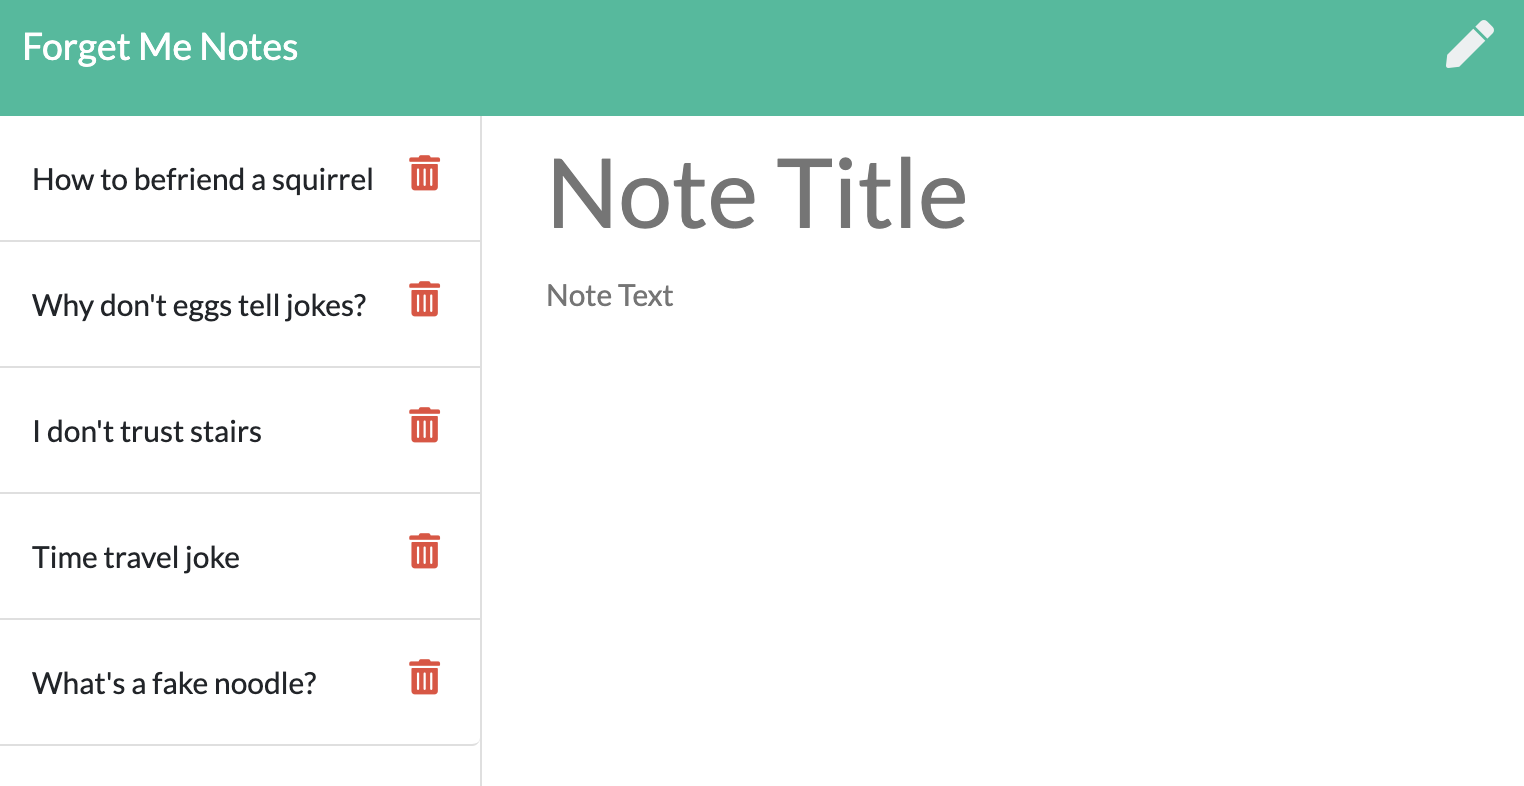 Forget Me Notes
How to befriend a squirrel
Why don't eggs tell jokes?
I don't trust stairs
Time travel joke
What's a fake noodle?
Note Title
Note Text